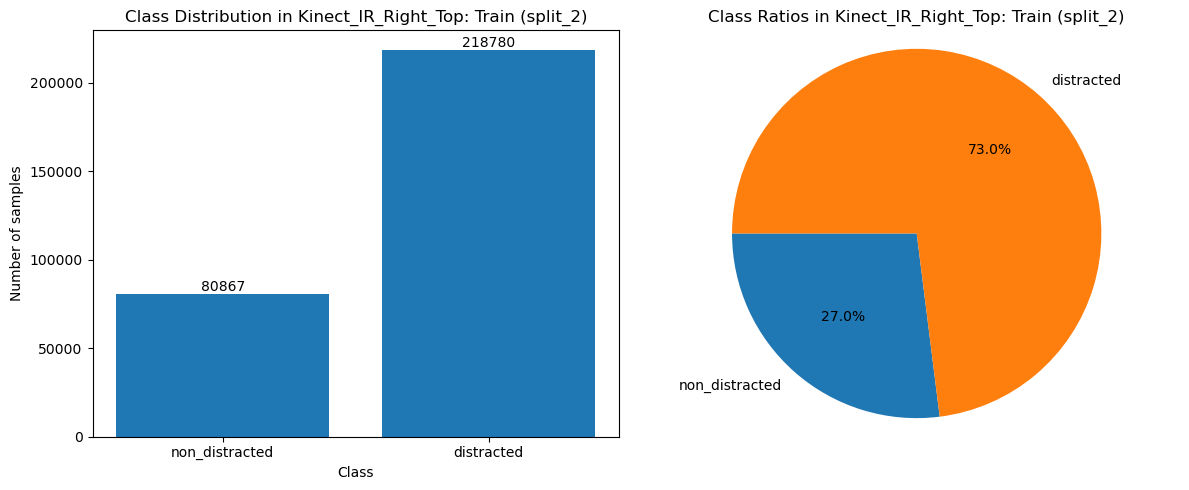 Class Distribution in Kinect_IR_Right_Top: Train (split_2)
218780
80867
200000
150000
100000
50000
0
Number of samples
non_distracted
distracted
Class
Class Ratios in Kinect_IR_Right_Top: Train (split_2)
distracted
73.0%
27.0%
non_distracted